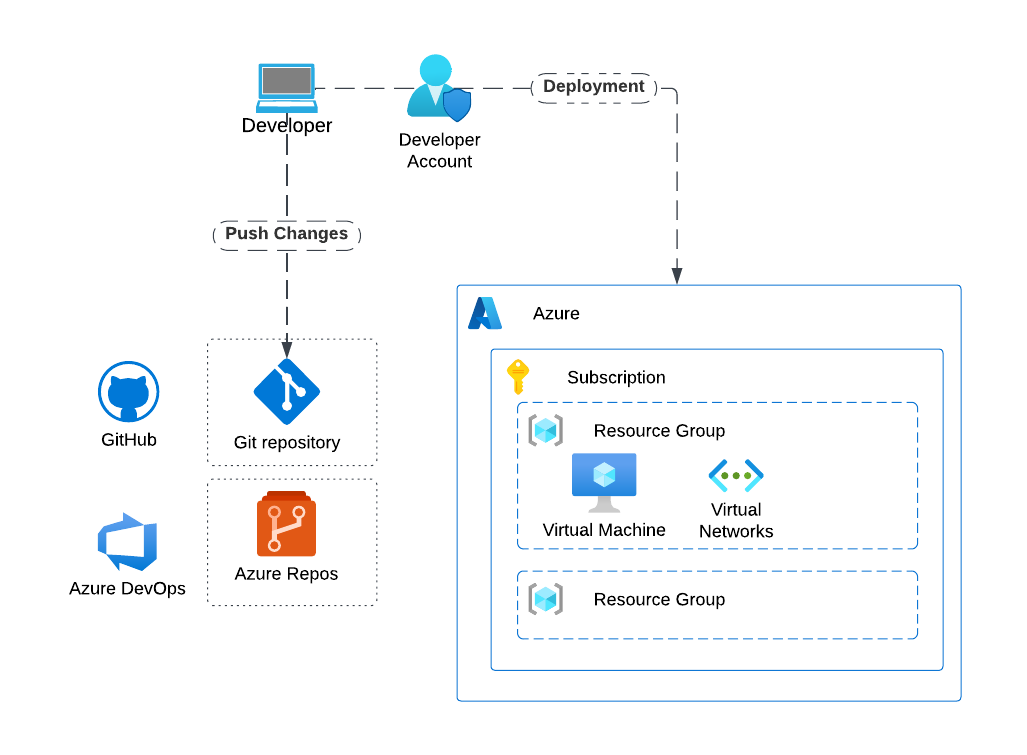 Deployment
Developer
Developer
Account
Push Changes
Azure
Subscription
GitHub
Git repository
Resource Group
Virtual Machine
Virtual
Networks
Azure DevOps
Azure Repos
Resource Group